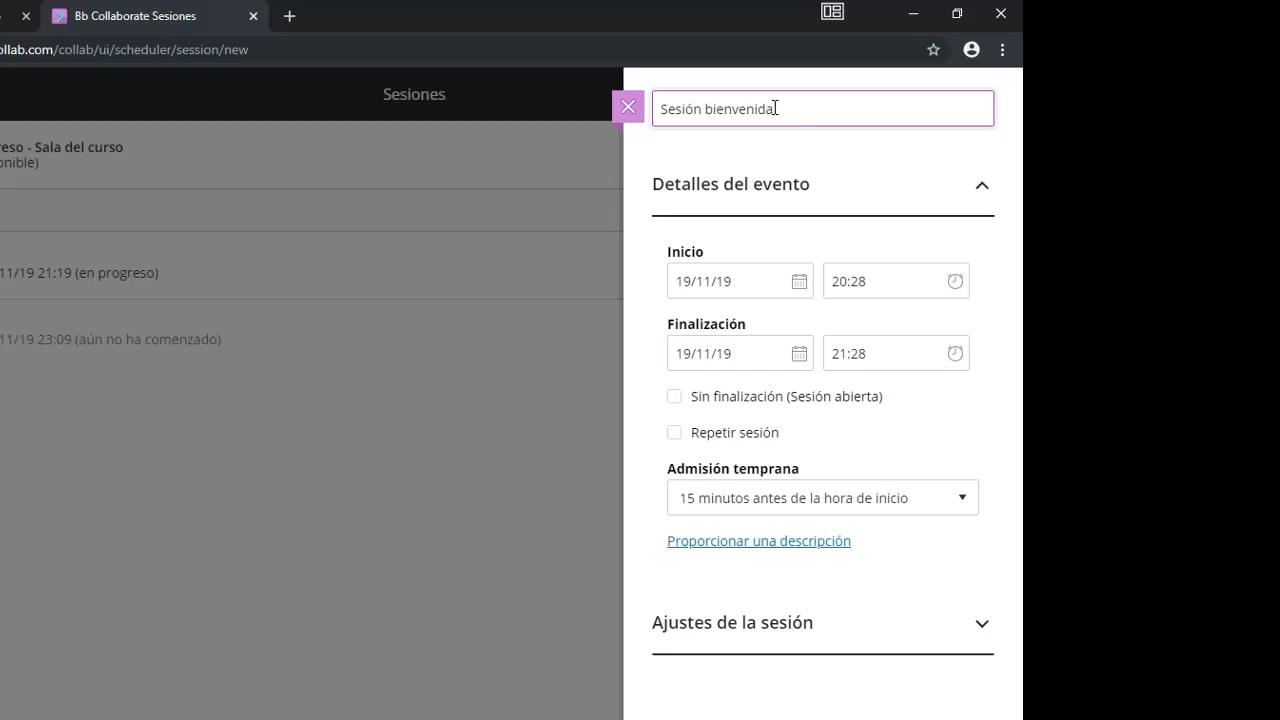 Bb Collaborate Sesiones
ollab.com/collab/ui/scheduler/session/new
Sesiones
reso - Sala del curso
onible)
11/19 21:19 (en progreso)
11/19 23:09 (aún no ha comenzado)
Sesión bienvenida
Detalles del evento
Inicio
19/11/19 20:28
Finalización
19/11/19 21:28
Sin finalización (Sesión abierta)
Repetir sesión
Admisión temprana
15 minutos antes de la hora de inicio
Proporcionar una descripción
Ajustes de la sesión